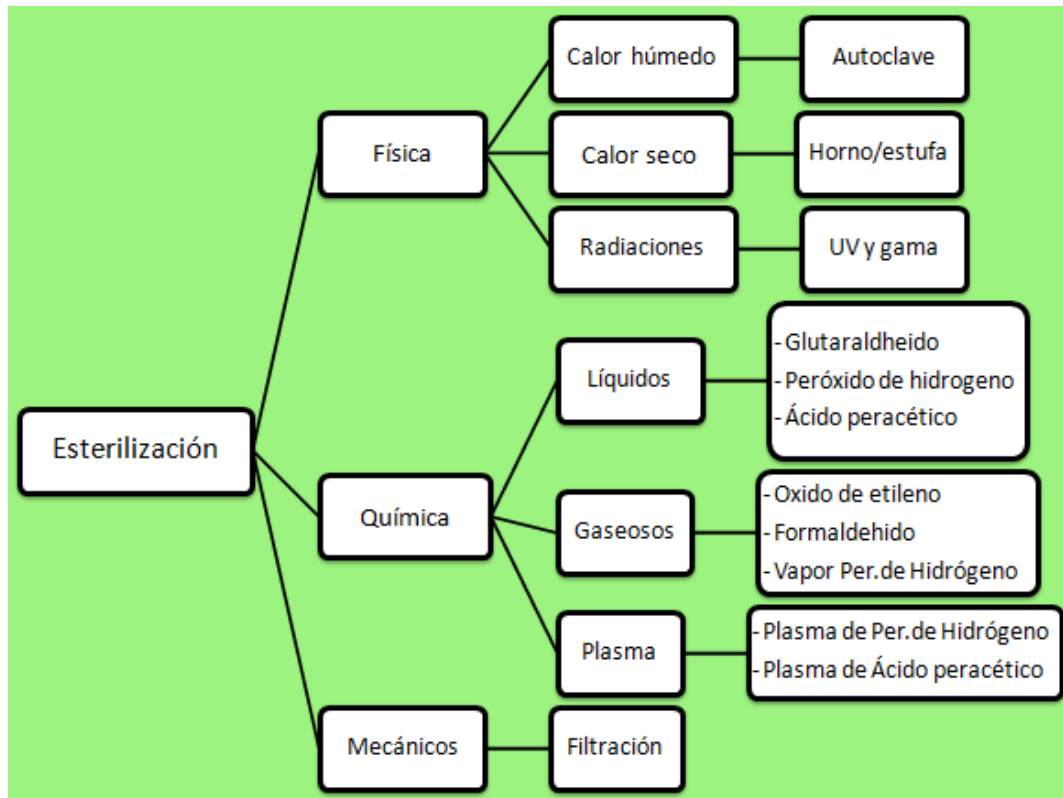 Esterilización
Física
Calor húmedo
Autoclave
Calor seco
Horno/estufa
Radiaciones
UV y gama
Química
Líquidos
- Glutaraldheido
- Peróxido de hidrogeno
- Ácido peracético
Gaseosos
- Oxido de etileno
- Formaldehido
- Vapor Per.de Hidrógeno
Plasma
- Plasma de Per.de Hidrógeno
- Plasma de Ácido peracético
Mecánicos
Filtración